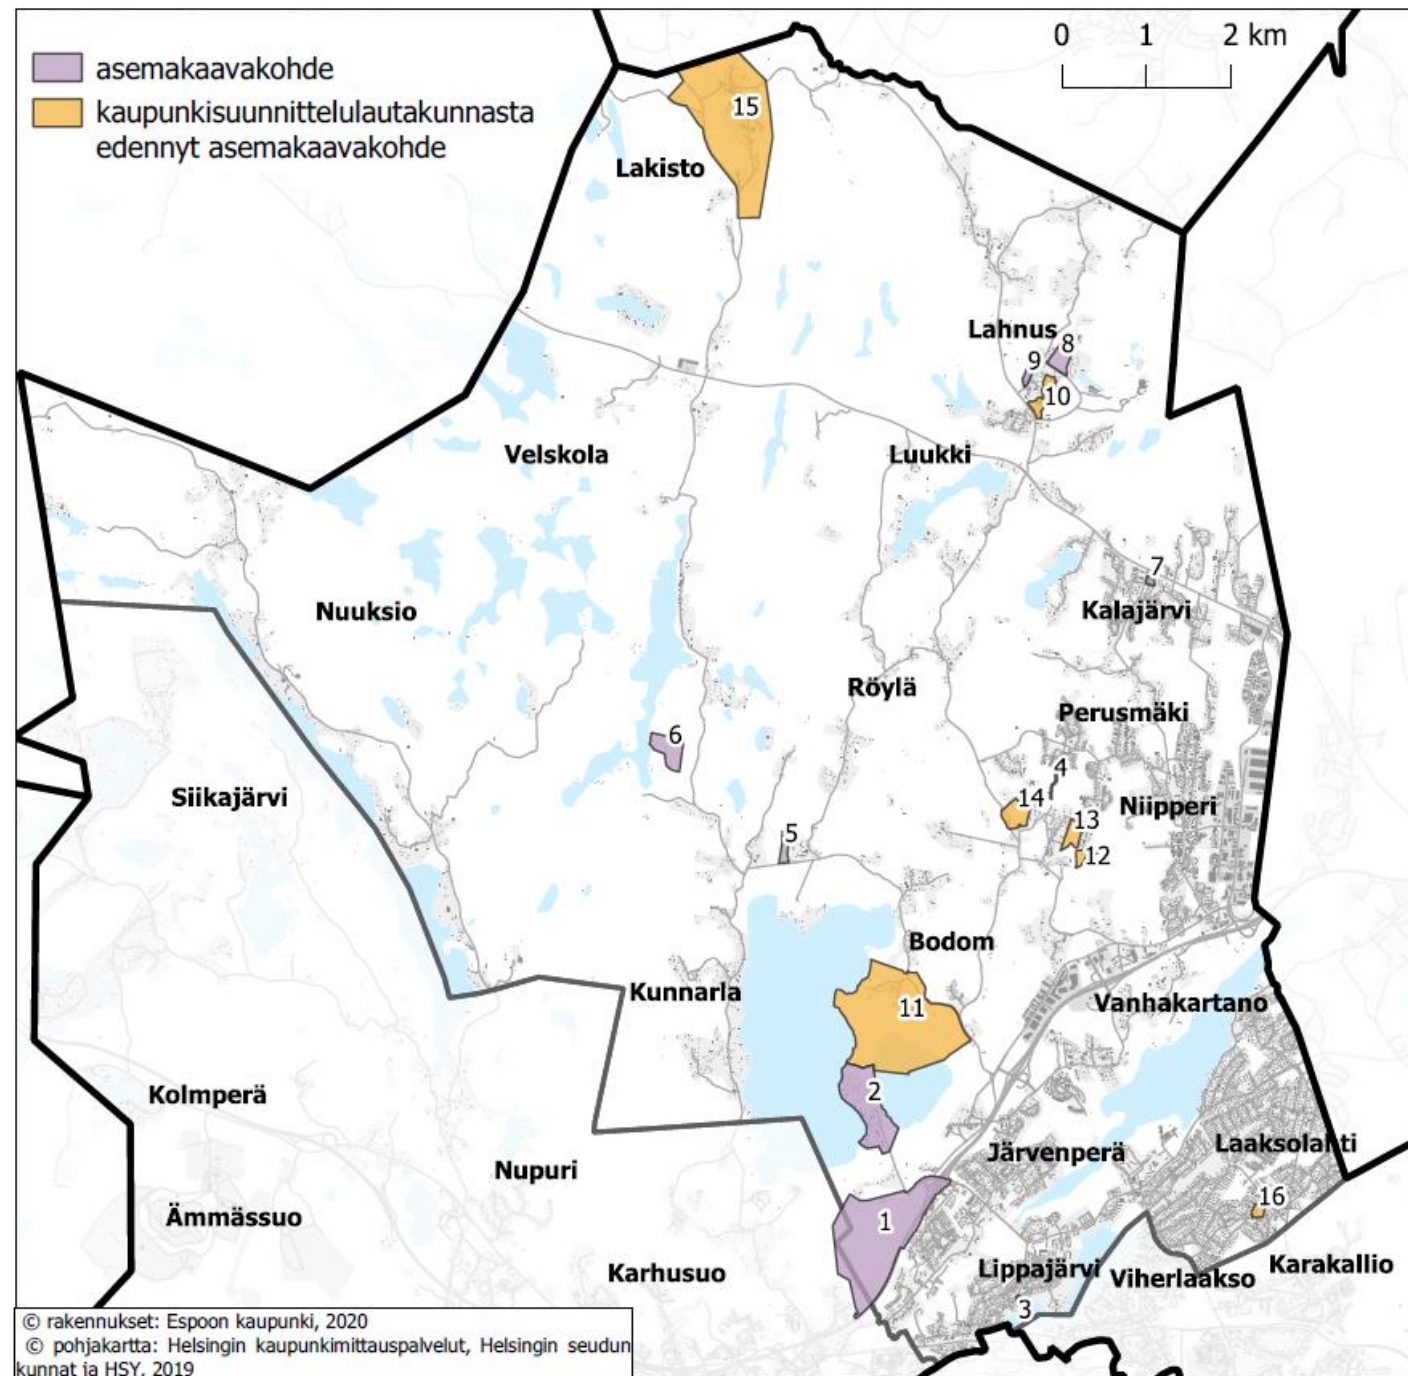 0 1 2 km
asemakaavakohde
kaupunkisuunnittelulautakunnasta
edennyt asemakaavakohde
15
Lakisto
Lahnus
8
9
10
Velskola
Luukki
7
Nuuksio
Kalajärvi
Röylä
Perusmäki
6
4
Siikajärvi
14
Niipperi
13
5
12
Bodom
Kunnarla
Vanhakartano
11
Kolmperä
2
Järvenperä
Laaksolahti
Nupuri
16
Ämmässuo
1
Karhusuo
Lippajärvi
Viherlaakso
Karakallio
3
© rakennukset: Espoon kaupunki, 2020
© pohjakartta: Helsingin kaupunkimittauspalvelut, Helsingin seudun
kunnat ja HSY, 2019